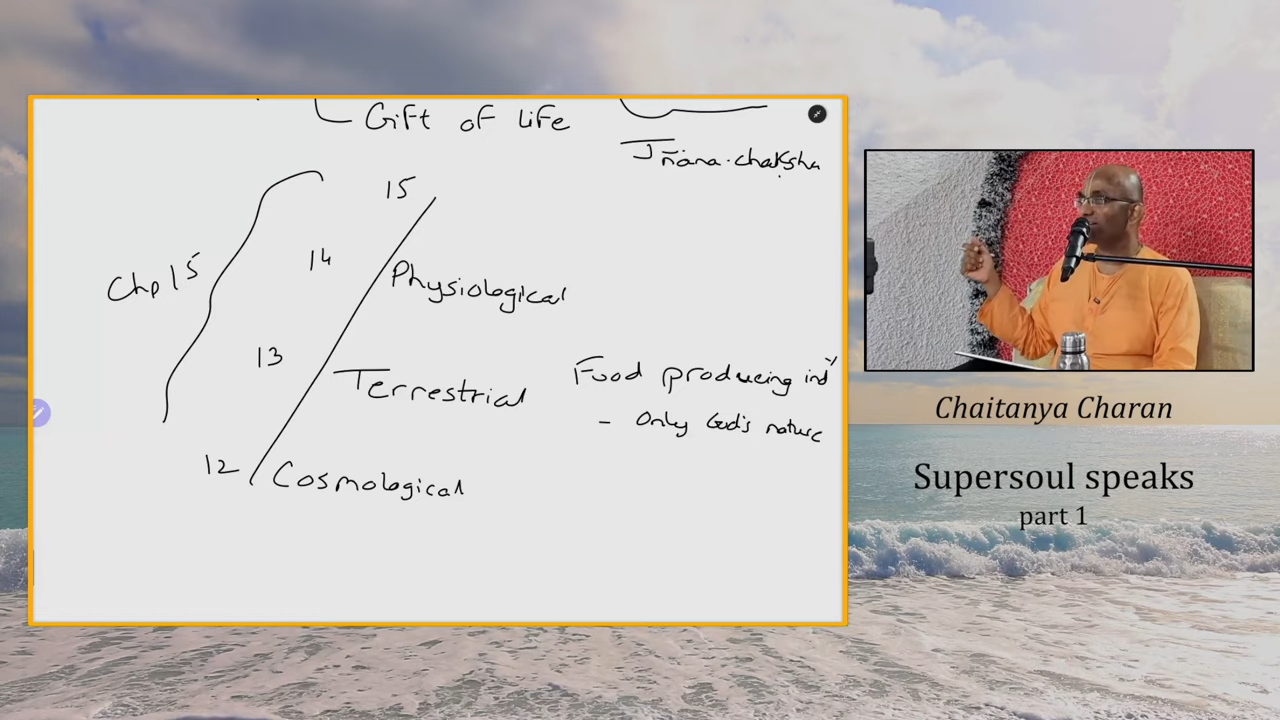 Gift of life
Jñana-chaksha
15
14
Chp 15
Physiological
13
Terrestrial
Food producing ind'y
- Only God's nature
12
Cosmological
Chaitanya Charan
Supersoul speaks
part 1